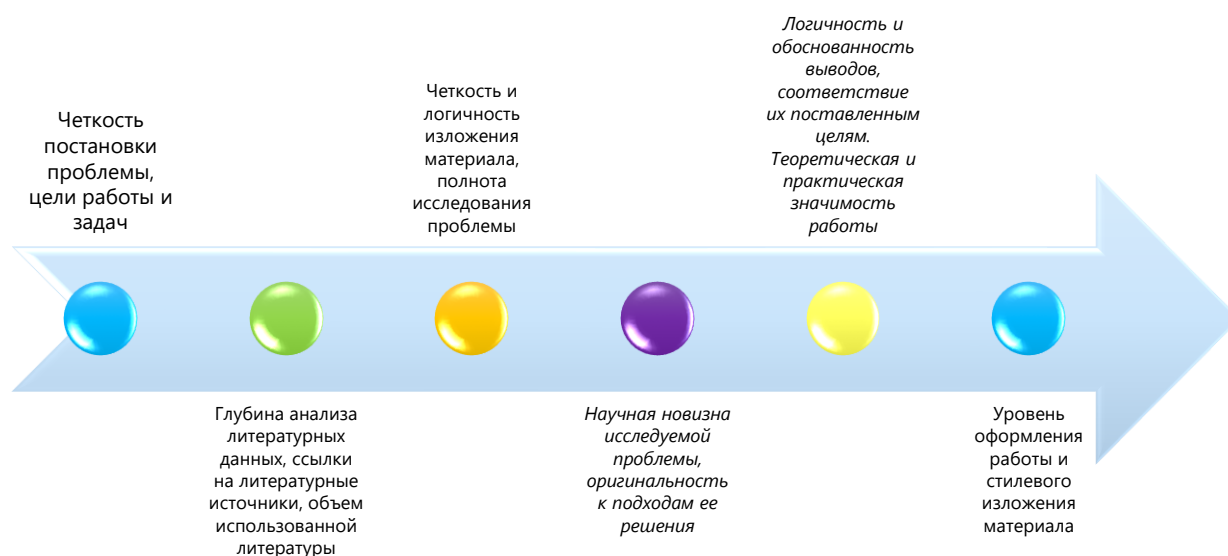 Четкость
постановки
проблемы,
цели работы и
задач
Глубина анализа
литературных
данных, ссылки
на литературные
источники, объем
использованной
литературы
Четкость и
логичность
изложения
материала,
полнота
исследования
проблемы
Научная новизна
исследуемой
проблемы,
оригинальность
к подходам ее
решения
Логичность и
обоснованность
выводов,
соответствие
их поставленным
целям.
Теоретическая и
практическая
значимость
работы
Уровень
оформления
работы и
стилевого
изложения
материала